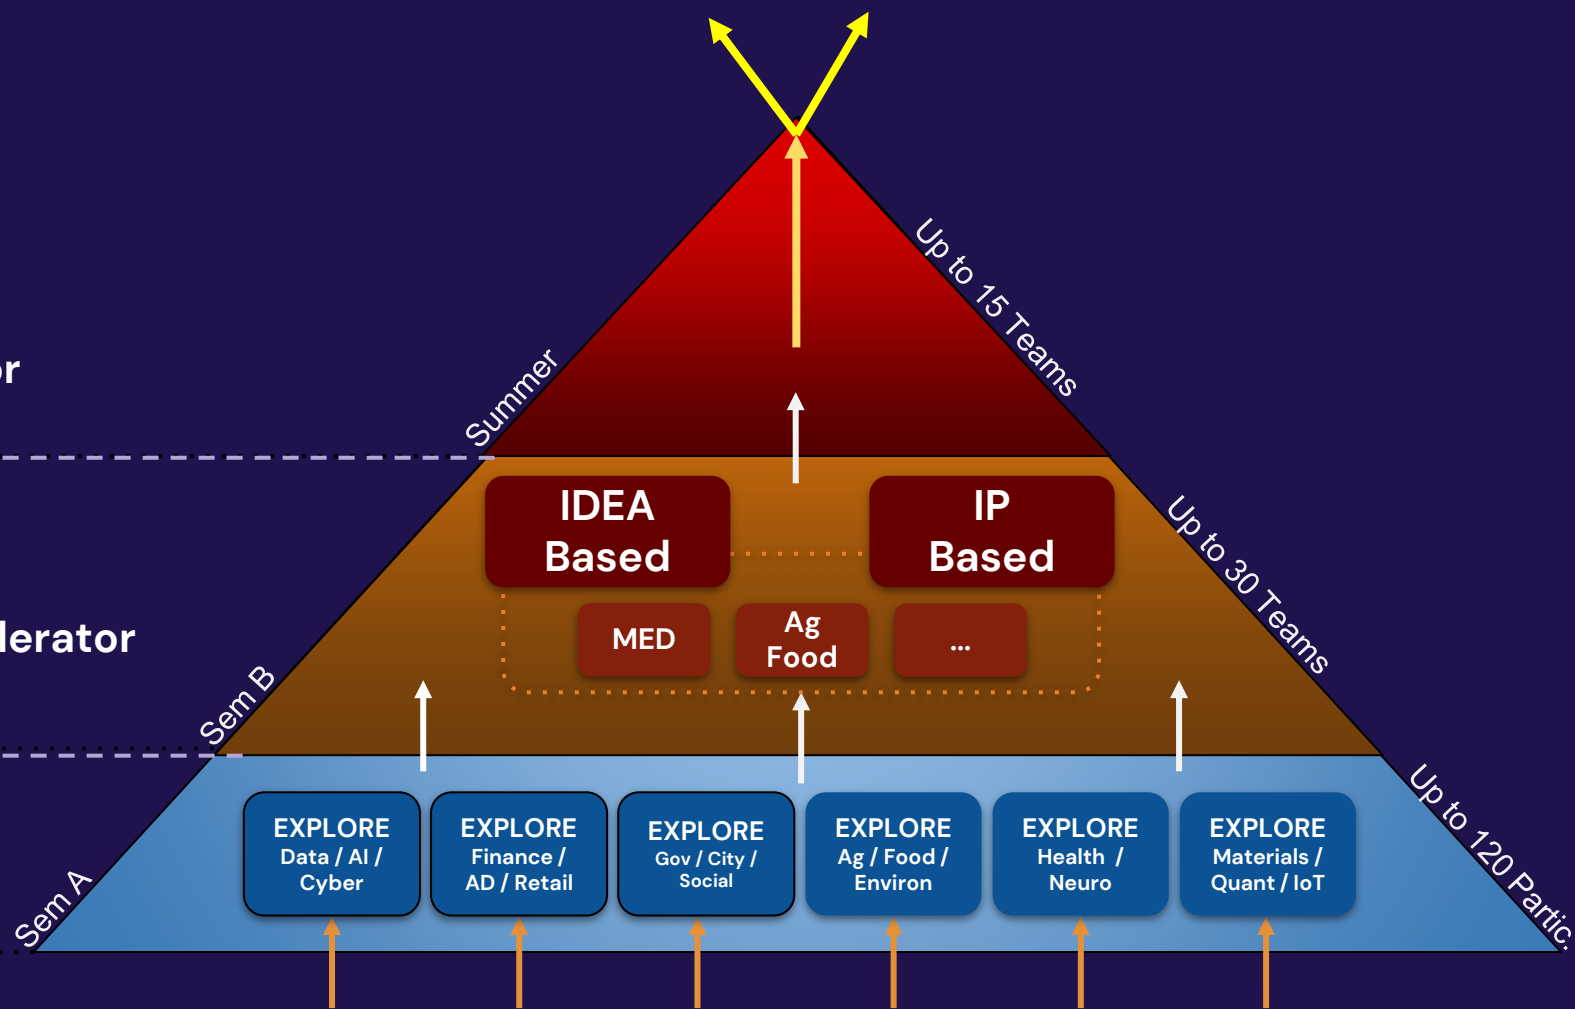 Up to 15 Teams
or
Summer
IDEA
Based
IP
Based
Up to 30 Teams
MED
Ag
Food
...
lerator
Sem B
EXPLORE
Data / AI /
Cyber
EXPLORE
Finance /
AD / Retail
EXPLORE
Gov / City /
Social
EXPLORE
Ag / Food /
Environ
EXPLORE
Health /
Neuro
EXPLORE
Materials /
Quant / IoT
Up to 120 Partic.
Sem A